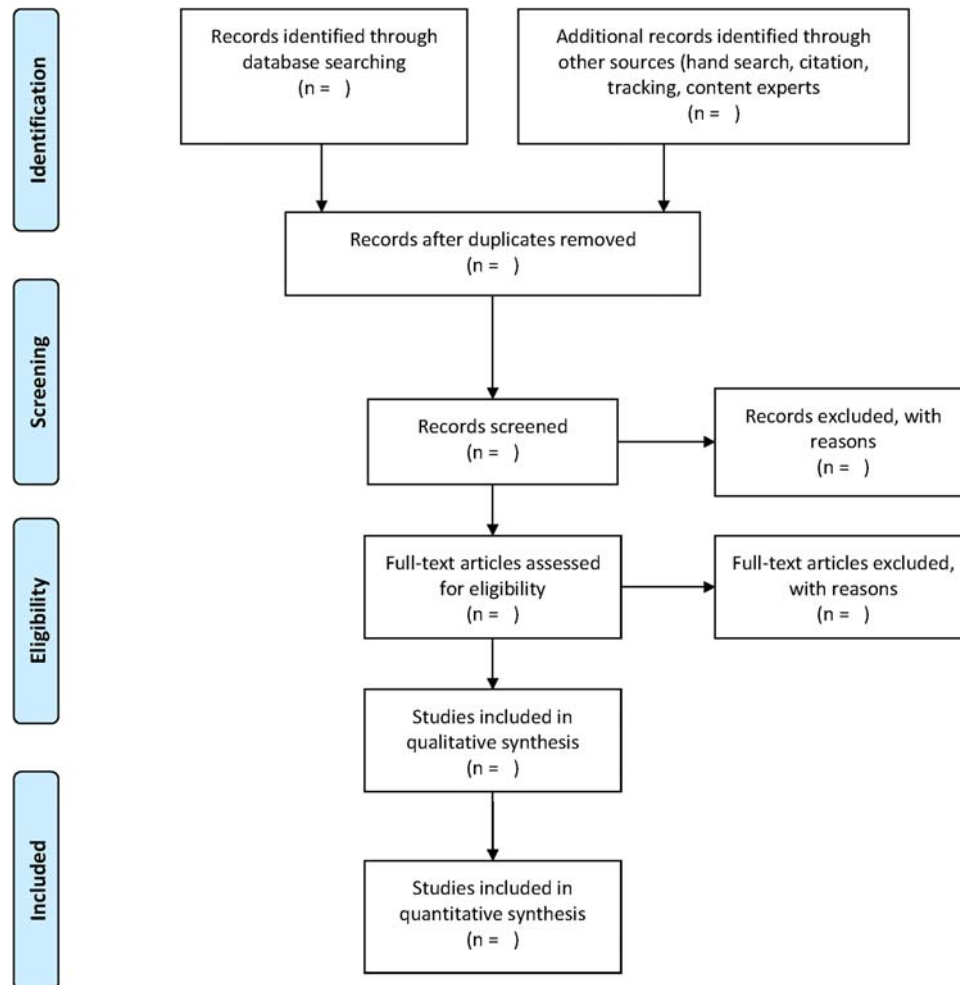 Identification
Records identified through
database searching
(n =   )
Additional records identified through
other sources (hand search, citation,
tracking, content experts
(n =   )
Records after duplicates removed
(n =   )
Screening
Records screened
(n =   )
Records excluded, with
reasons
(n =   )
Eligibility
Full-text articles assessed
for eligibility
(n =   )
Full-text articles excluded,
with reasons
(n =   )
Studies included in
qualitative synthesis
(n =   )
Included
Studies included in
quantitative synthesis
(n =   )